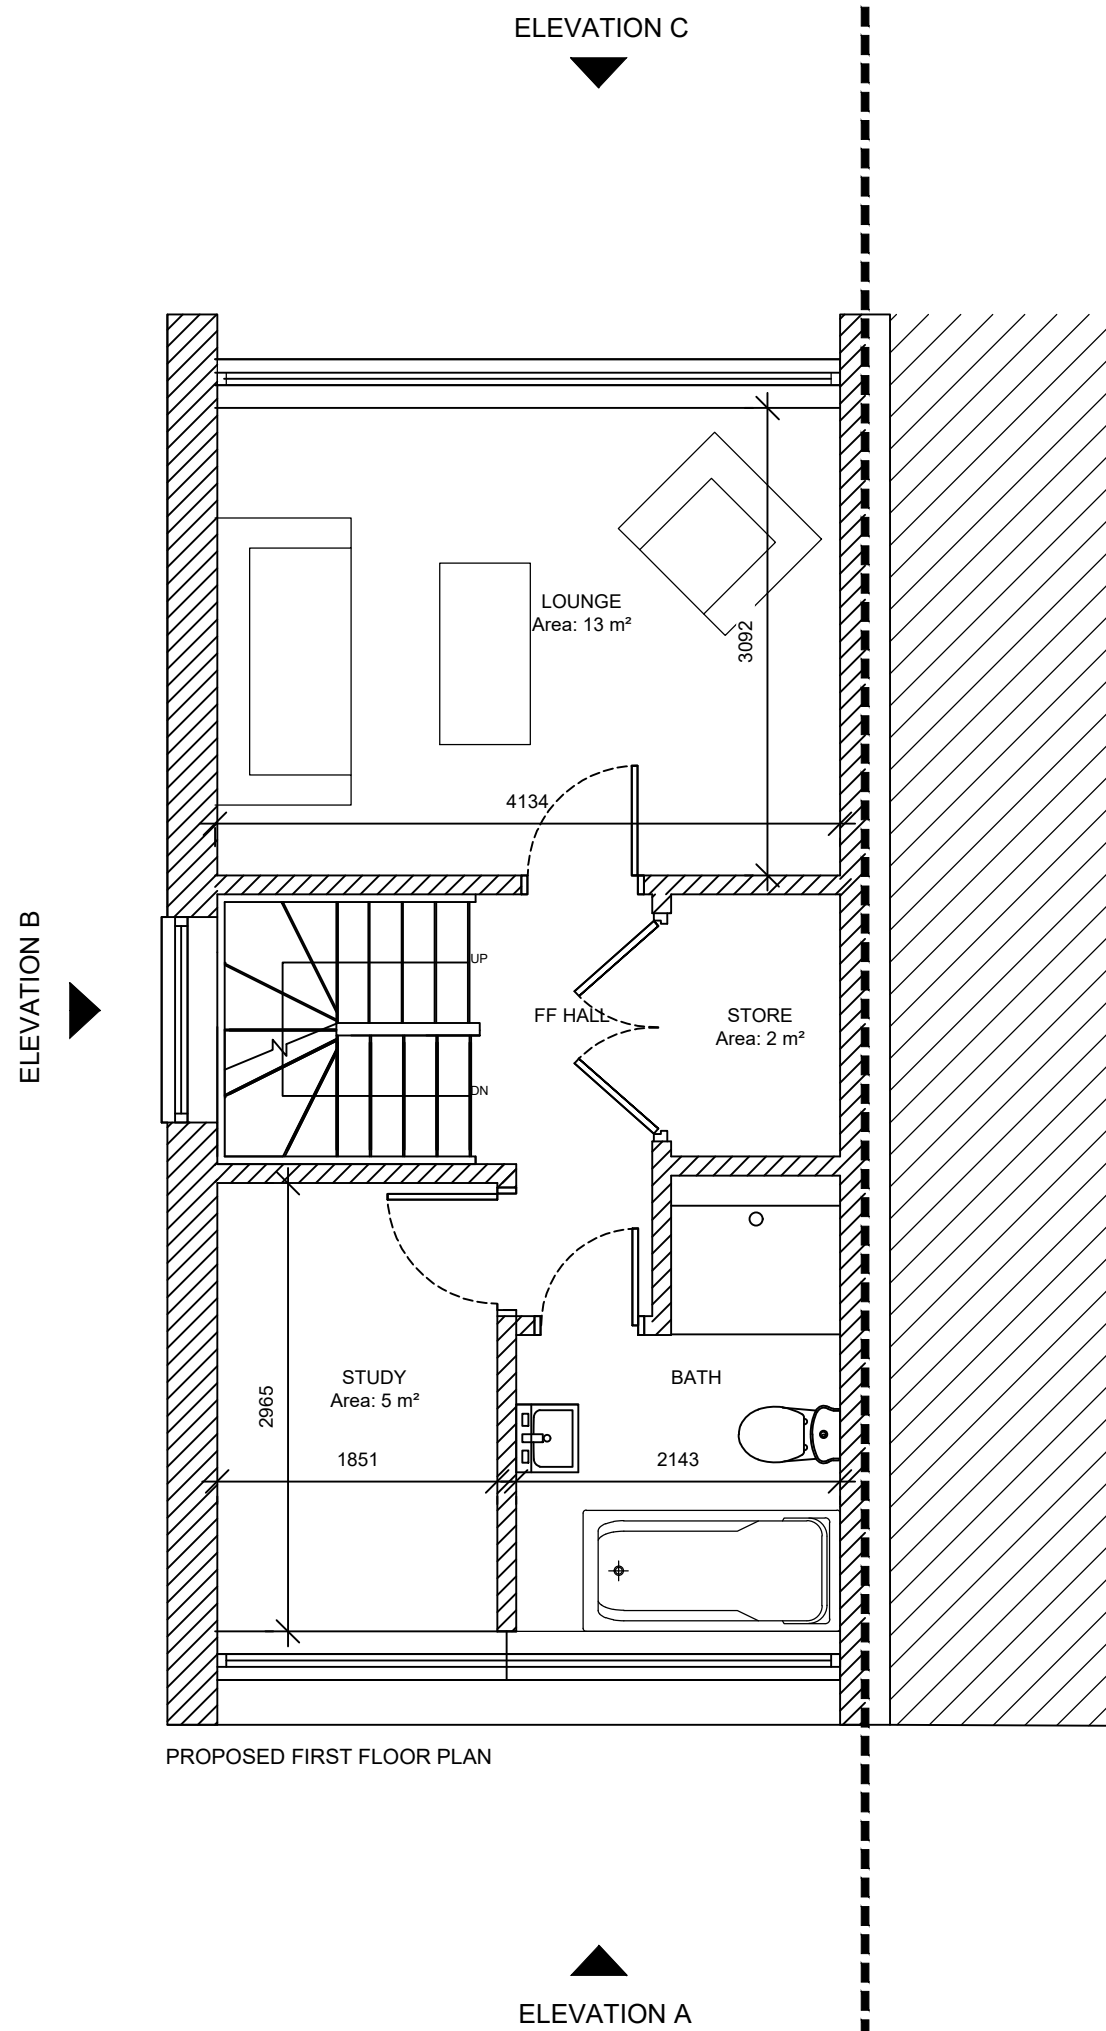 ELEVATION C
LOUNGE
Area: 13 m²
3092
4134
ELEVATION B
UP
FF HALL
STORE
Area: 2 m²
DN
STUDY
Area: 5 m²
BATH
2965
1851
2143
PROPOSED FIRST FLOOR PLAN
ELEVATION A